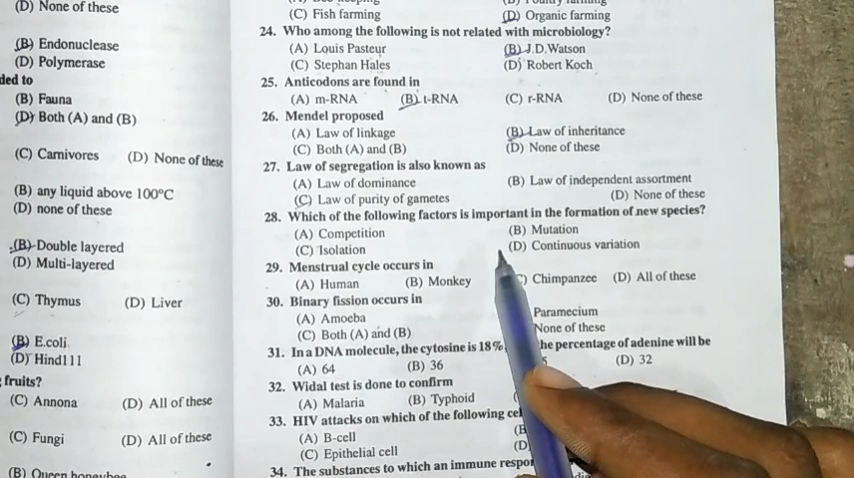 (D) None of these
(B) Endonuclease
(D) Polymerase
ded to
(B) Fauna
(D) Both (A) and (B)
(C) Carnivores (D) None of these
(B) any liquid above 100°C
(D) none of these
(B) Double layered
(D) Multi-layered
(C) Thymus (D) Liver
(B) E.coli
(D) Hind111
fruits?
(C) Annona (D) All of these
(C) Fungi (D) All of these
(B) Queen honeybee
(C) Fish farming (D) Organic farming
24. Who among the following is not related with microbiology?
(A) Louis Pasteur (B) J.D.Watson
(C) Stephan Hales (D) Robert Koch
25. Anticodons are found in
(A) m-RNA (B) t-RNA (C) r-RNA (D) None of these
26. Mendel proposed
(A) Law of linkage (B) Law of inheritance
(C) Both (A) and (B) (D) None of these
27. Law of segregation is also known as
(A) Law of dominance (B) Law of independent assortment
(C) Law of purity of gametes (D) None of these
28. Which of the following factors is important in the formation of new species?
(A) Competition (B) Mutation
(C) Isolation (D) Continuous variation
29. Menstrual cycle occurs in
(A) Human (B) Monkey ) Chimpanzee (D) All of these
30. Binary fission occurs in
(A) Amoeba Paramecium
(C) Both (A) and (B) None of these
31. In a DNA molecule, the cytosine is 18% he percentage of adenine will be
(A) 64 (B) 36 (D) 32
32. Widal test is done to confirm
(A) Malaria (B) Typhoid (
33. HIV attacks on which of the following cel
(A) B-cell (B
(C) Epithelial cell (D)
34. The substances to which an immune respon